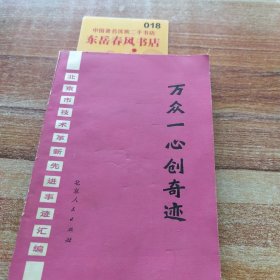 018
中国著名民族二手书店
东岳春风书店
北京市技术革新先进事迹汇编
万众一心创奇迹
北京人民出版社